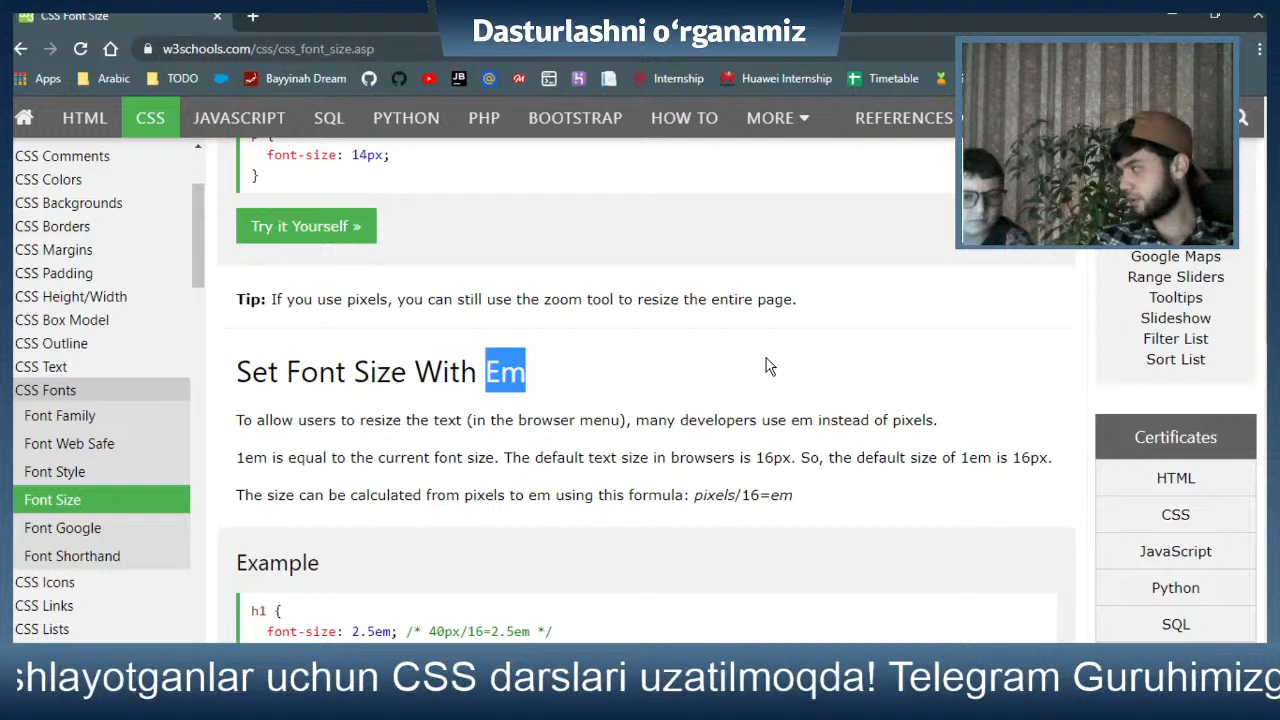 CSS Font Size
Dasturlashni o‘rganamiz
w3schools.com/css/css_font_size.asp
Apps Arabic TODO Bayyinah Dream Internship Huawei Internship Timetable
HTML CSS JAVASCRIPT SQL PYTHON PHP BOOTSTRAP HOW TO MORE REFERENCES
CSS Comments
CSS Colors
CSS Backgrounds
CSS Borders
CSS Margins
CSS Padding
CSS Height/Width
CSS Box Model
CSS Outline
CSS Text
CSS Fonts
Font Family
Font Web Safe
Font Style
Font Size
Font Google
Font Shorthand
CSS Icons
CSS Links
CSS Lists
font-size: 14px;
}
Try it Yourself »
Tip: If you use pixels, you can still use the zoom tool to resize the entire page.
Set Font Size With Em
To allow users to resize the text (in the browser menu), many developers use em instead of pixels.
1em is equal to the current font size. The default text size in browsers is 16px. So, the default size of 1em is 16px.
The size can be calculated from pixels to em using this formula: pixels/16=em
Example
h1 {
font-size: 2.5em; /* 40px/16=2.5em */
Google Maps
Range Sliders
Tooltips
Slideshow
Filter List
Sort List
Certificates
HTML
CSS
JavaScript
Python
SQL
shlayotganlar uchun CSS darslari uzatilmoqda! Telegram Guruhimizg